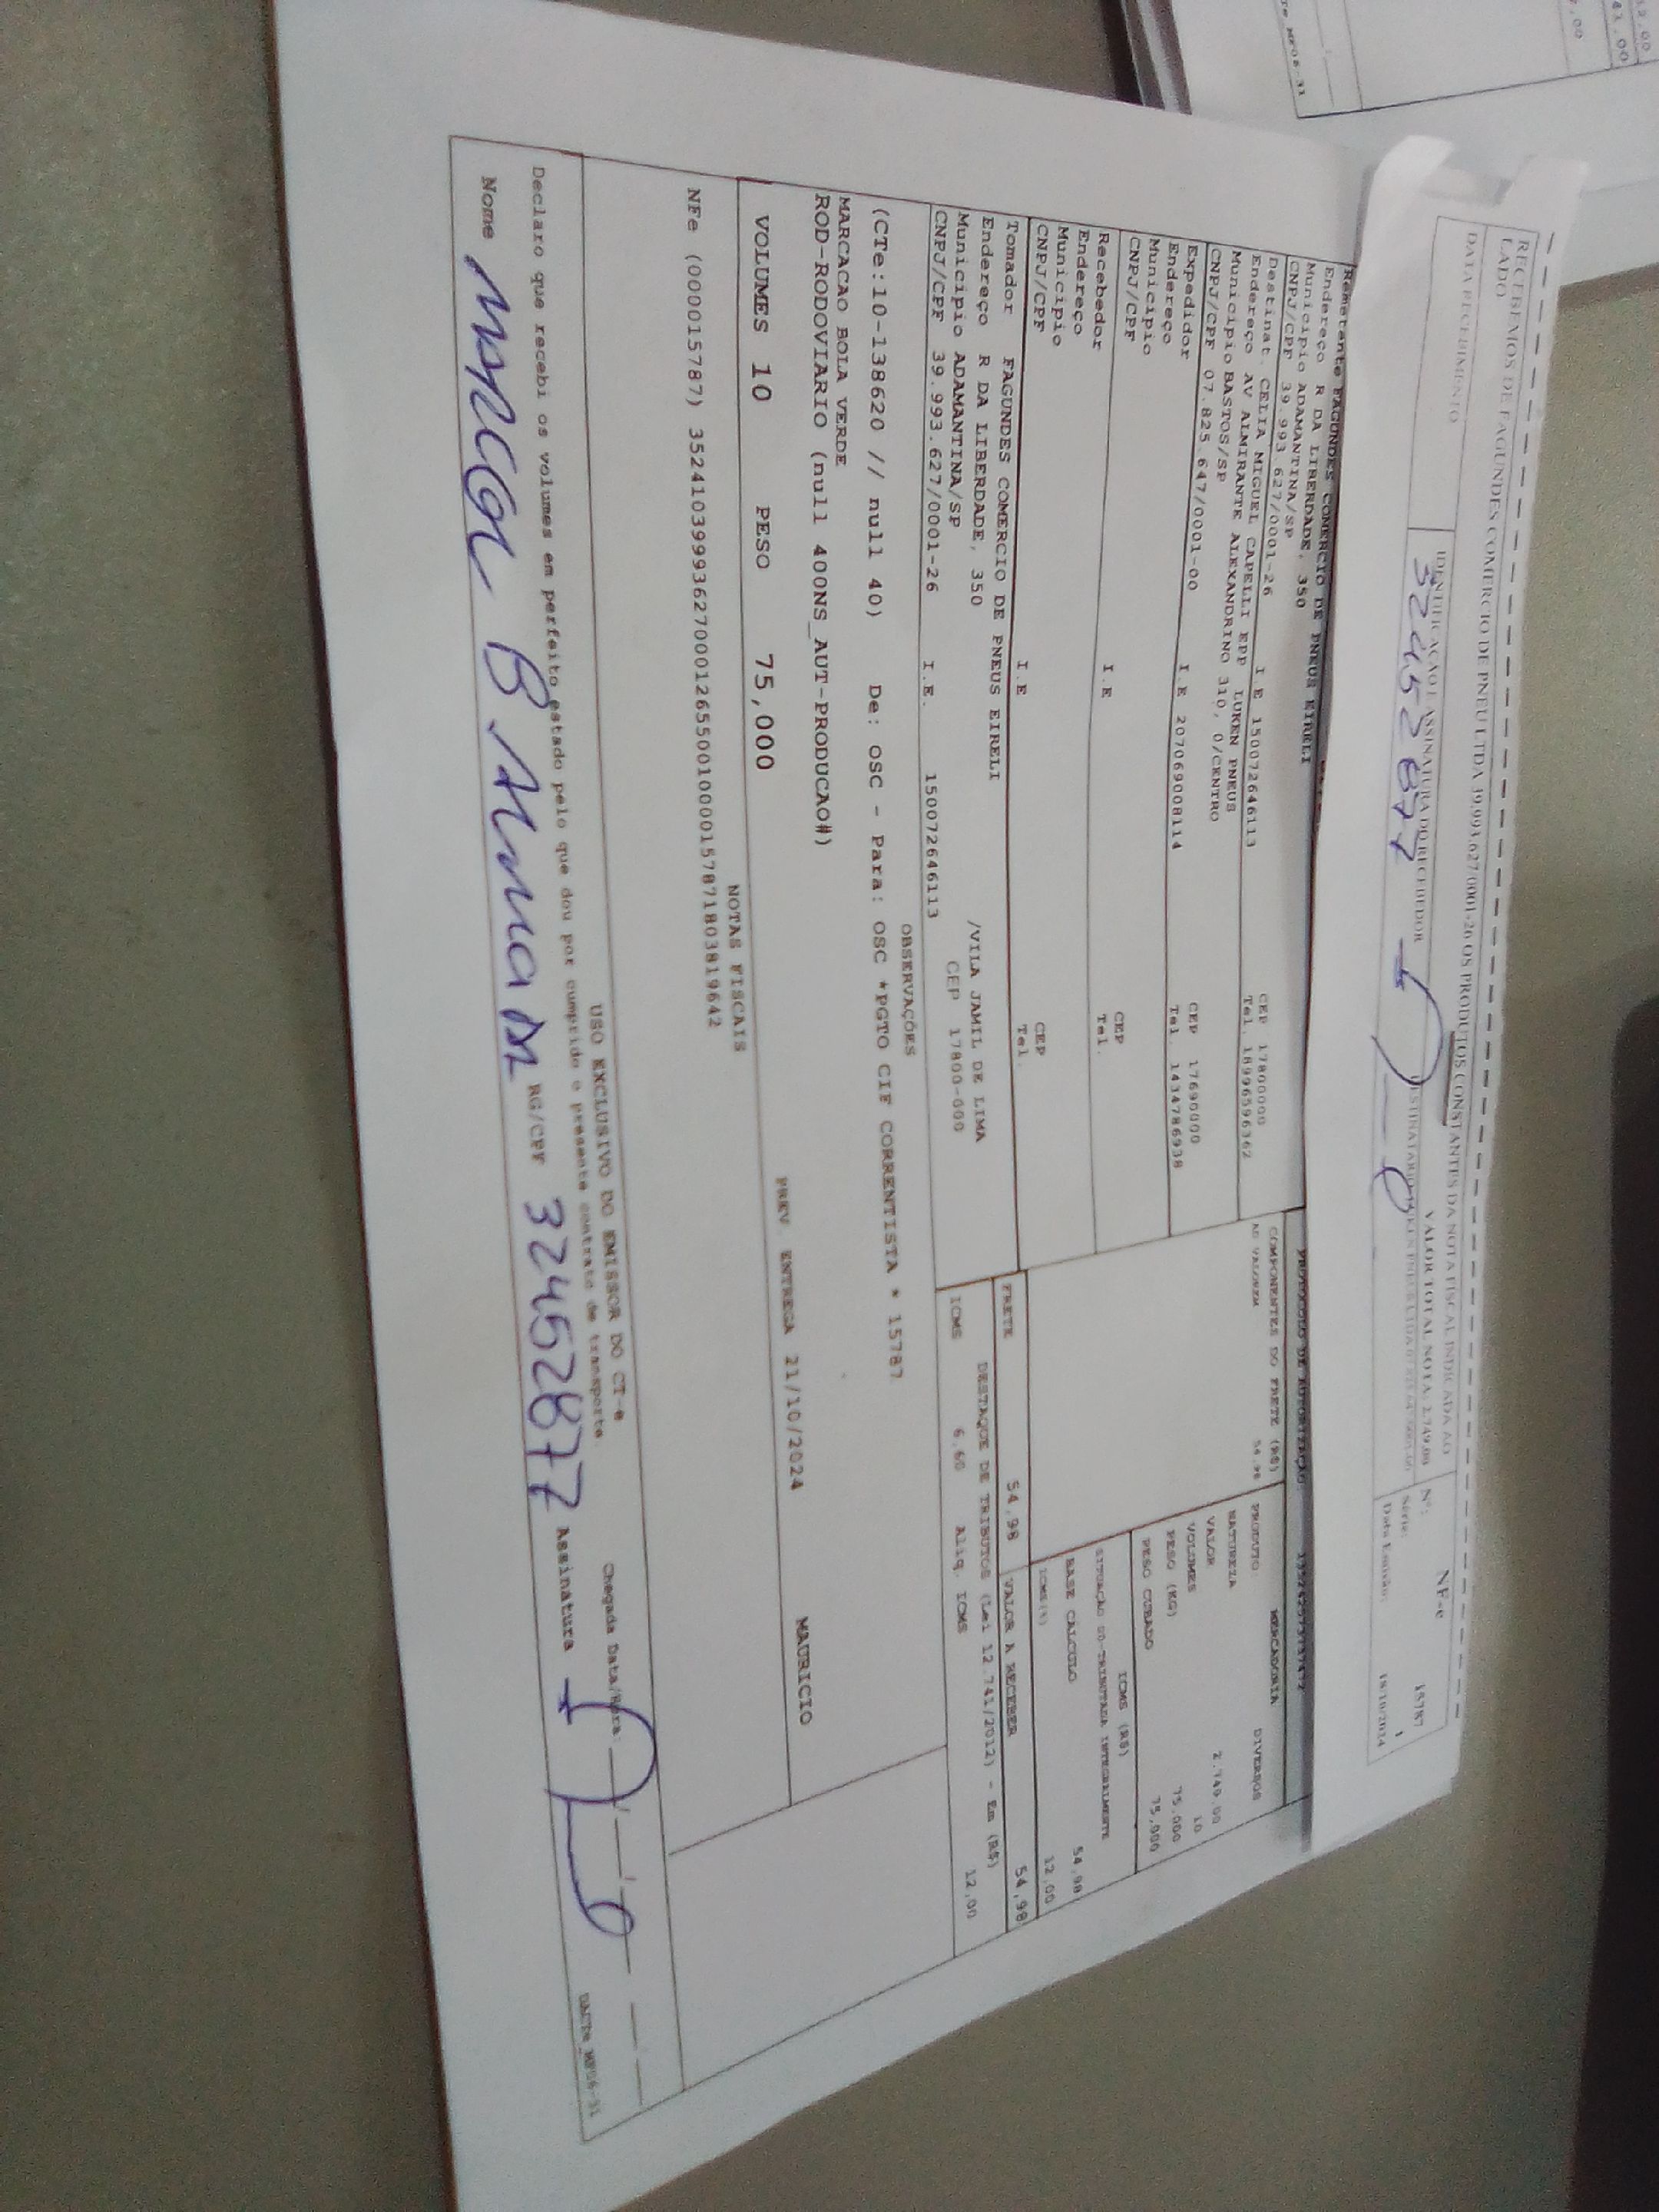 RECEBEMOS DE FAGUNDES COMERCIO DE PNEU LTDA 39.993.627/0001-26 OS PRODUTOS CONSTANTES DA NOTA FISCAL INDICADA AO
LADO
VALOR TOTAL NOTA: 2.749,00
NF-e
Nº: 15787
Série: 1
Data Emissão: 18/10/2024
DATA RECEBIMENTO
IDENTIFICAÇÃO E ASSINATURA DO RECEBEDOR
324528877
PROTOCOLO DE AUTORIZAÇÃO
Remetente FAGUNDES COMERCIO DE PNEUS EIRELI
Endereço R DA LIBERDADE, 350
Municipio ADAMANTINA/SP CEP 17800000
CNPJ/CPF 39.993.627/0001-26 I.E 150072646113 Tel. 18996596362
Destinat. CELIA MIGUEL CAPELLI EPP LUKEN PNEUS
Endereço AV ALMIRANTE ALEXANDRINO 310, 0/CENTRO
Municipio BASTOS/SP CEP 17690000
CNPJ/CPF 07.825.647/0001-00 I.E 207069008114 Tel. 1434786938
Expedidor
Endereço
Municipio CEP
CNPJ/CPF I.E Tel.
Recebedor
Endereço
Municipio CEP
CNPJ/CPF I.E Tel.
Tomador FAGUNDES COMERCIO DE PNEUS EIRELI
Endereço R DA LIBERDADE, 350 /VILA JAMIL DE LIMA
Municipio ADAMANTINA/SP CEP 17800-000
CNPJ/CPF 39.993.627/0001-26 I.E. 150072646113
COMPONENTES DO FRETE (R$)
AD VALOREM 54,98
MERCADORIA
PRODUTO DIVERSOS
NATUREZA
VALOR 2.749,00
VOLUMES 10
PESO (KG) 75,000
PESO CUBADO 75,000
ICMS (R$)
SITUAÇÃO 00-TRIBUTADA INTEGRALMENTE
BASE CÁLCULO 54,98
ICMS(%) 12,00
FRETE 54,98 VALOR A RECEBER 54,98
DESTAQUE DE TRIBUTOS (Lei 12.741/2012) - Em (R$)
ICMS 6,60 Aliq. ICMS 12,00
OBSERVAÇÕES
(CTe:10-138620 // null 40) De: OSC - Para: OSC *PGTO CIF CORRENTISTA * 15787
MARCACAO BOLA VERDE
ROD-RODOVIARIO (null 400NS_AUT-PRODUCAO#)
MAURICIO
VOLUMES 10 PESO 75,000 PREV. ENTREGA 21/10/2024
NOTAS FISCAIS
NFe (000015787) 35241039993627000126550010000157871803819642
USO EXCLUSIVO DO EMISSOR DO CT-e
Chegada Data/Hora: / /
Declaro que recebi os volumes em perfeito estado pelo que dou por cumprido o presente contrato de transporte.
Nome RG/CPF 324528877 Assinatura
DACTe_MF06-31